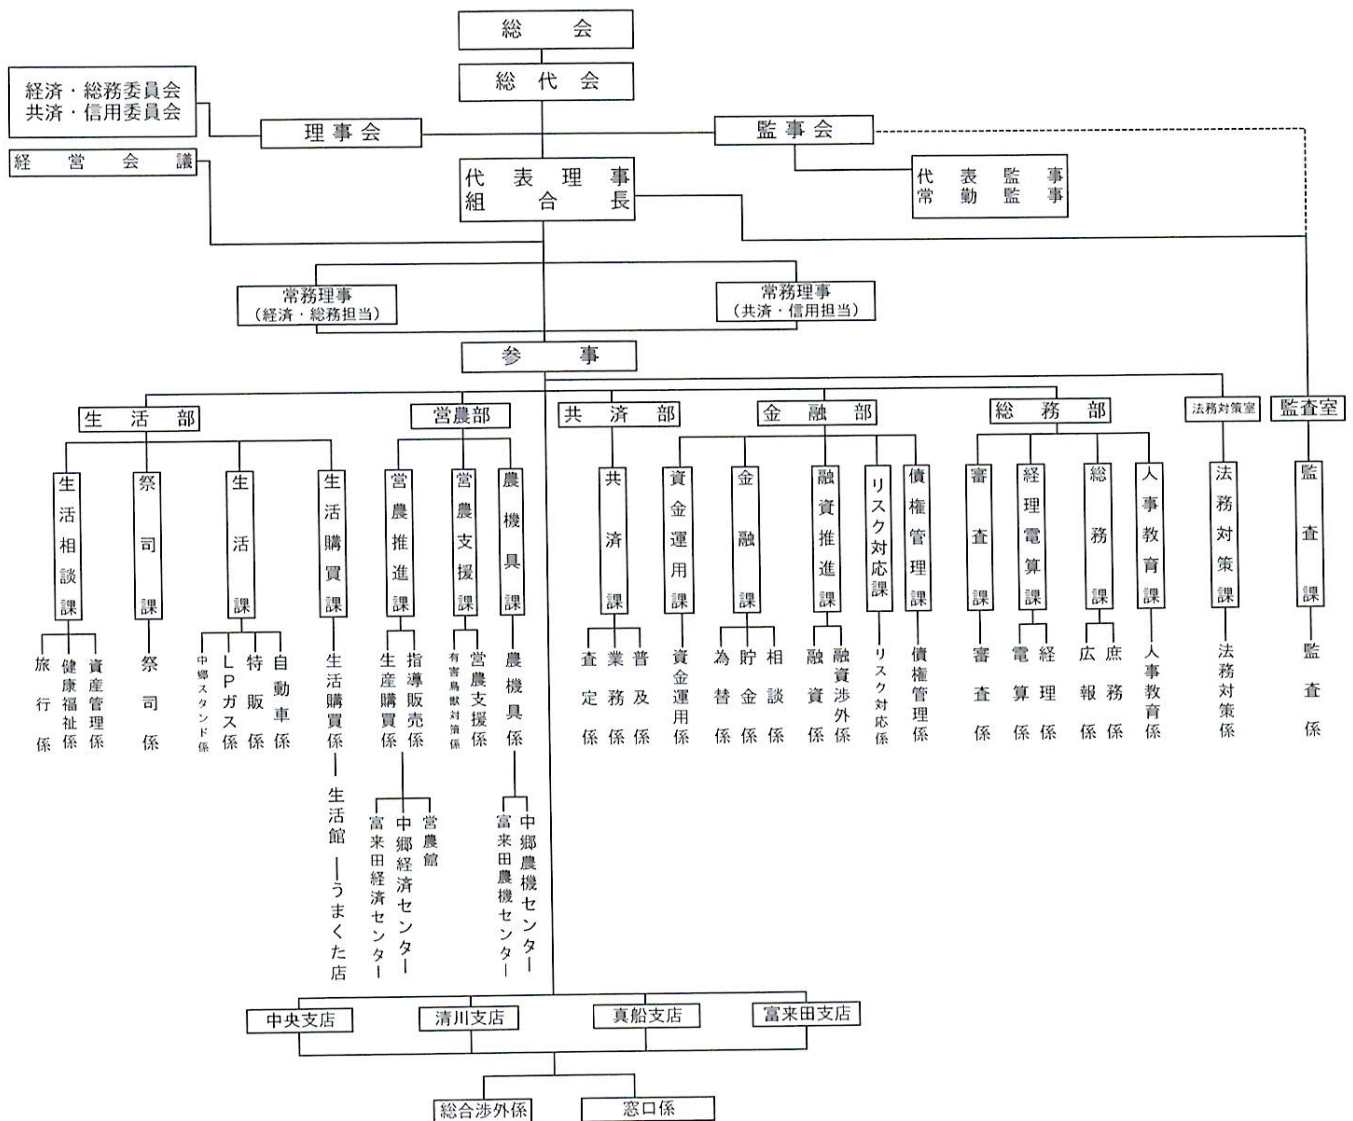 総会
総代会
経済・総務委員会
共済・信用委員会
理事会
監事会
経営会議
代表理事
組合長
代表監事
常勤監事
常務理事
(経済・総務担当)
常務理事
(共済・信用担当)
参事
生活部
営農部
共済部
金融部
総務部
法務対策室
監査室
生活相談課
祭司課
生活課
生活購買課
営農推進課
営農支援課
農機具課
共済課
資金運用課
金融課
融資推進課
リスク対応課
債権管理課
審査課
経理電算課
総務課
人事教育課
法務対策課
監査課
旅行係
健康福祉係
資産管理係
祭司係
中郷スタンド係
LPガス係
特販係
自動車係
生活購買係
生産購買係
指導販売係
有害鳥獣対策係
営農支援係
農機具係
査定係
業務係
普及係
資金運用係
為替係
貯金係
相談係
融資係
融資渉外係
リスク対応係
債権管理係
審査係
電算係
経理係
広報係
庶務係
人事教育係
法務対策係
監査係
生活館
うまくた店
富来田経済センター
中郷経済センター
営農館
富来田農機センター
中郷農機センター
中央支店
清川支店
真船支店
富来田支店
総合渉外係
窓口係